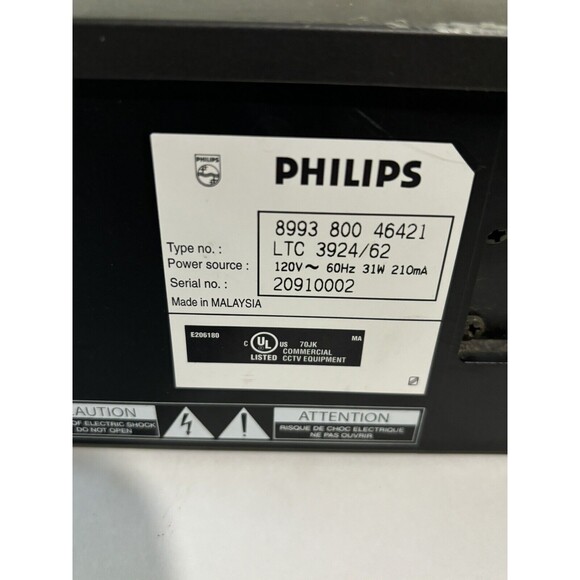 PHILIPS
PHILIPS
8993 800 46421
Type no. : LTC 3924/62
Power source : 120V ~ 60Hz 31W 210mA
Serial no. : 20910002
Made in MALAYSIA
E206180
C UL US 70JK MA
LISTED COMMERCIAL
CCTV EQUIPMENT
CAUTION
OF ELECTRIC SHOCK
DO NOT OPEN
ATTENTION
RISQUE DE CHOC ELECTRIQUE
NE PAS OUVRIR